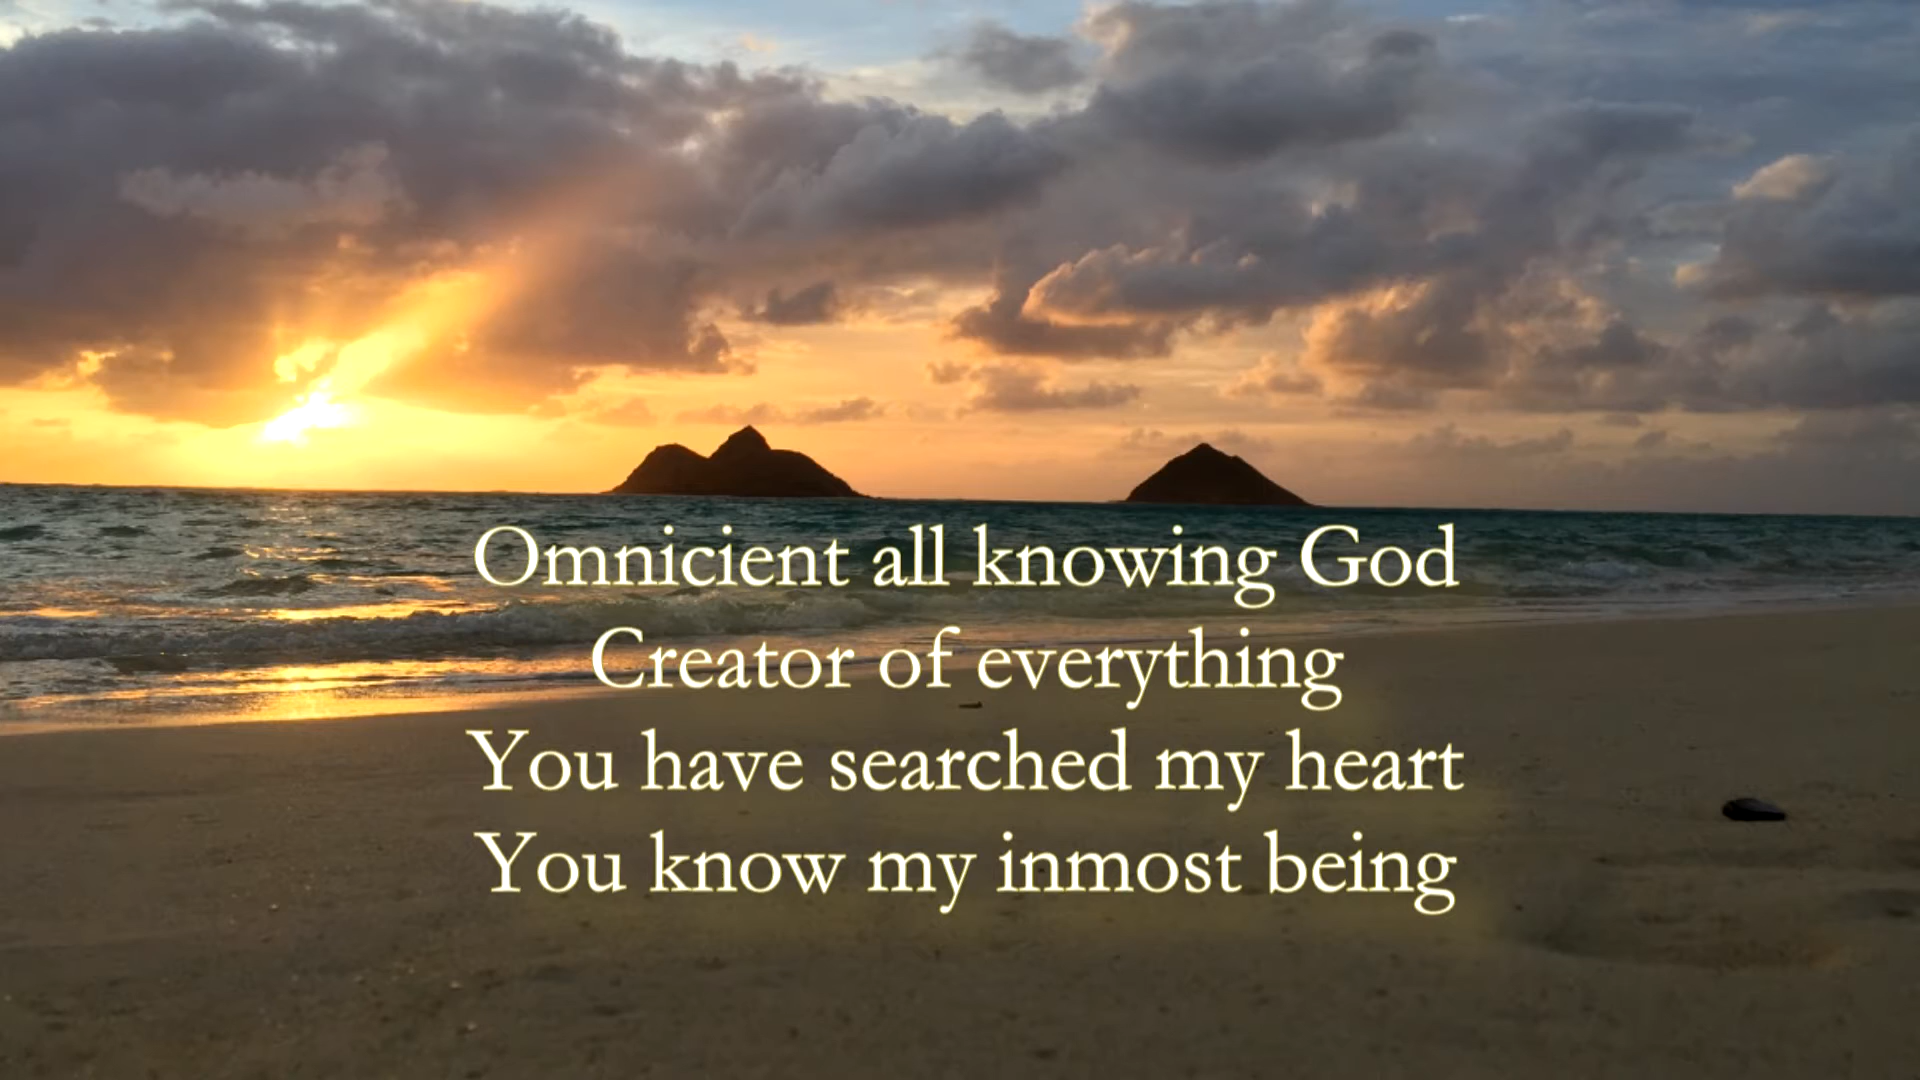 Omnicient all knowing God
Creator of everything
You have searched my heart
You know my inmost being